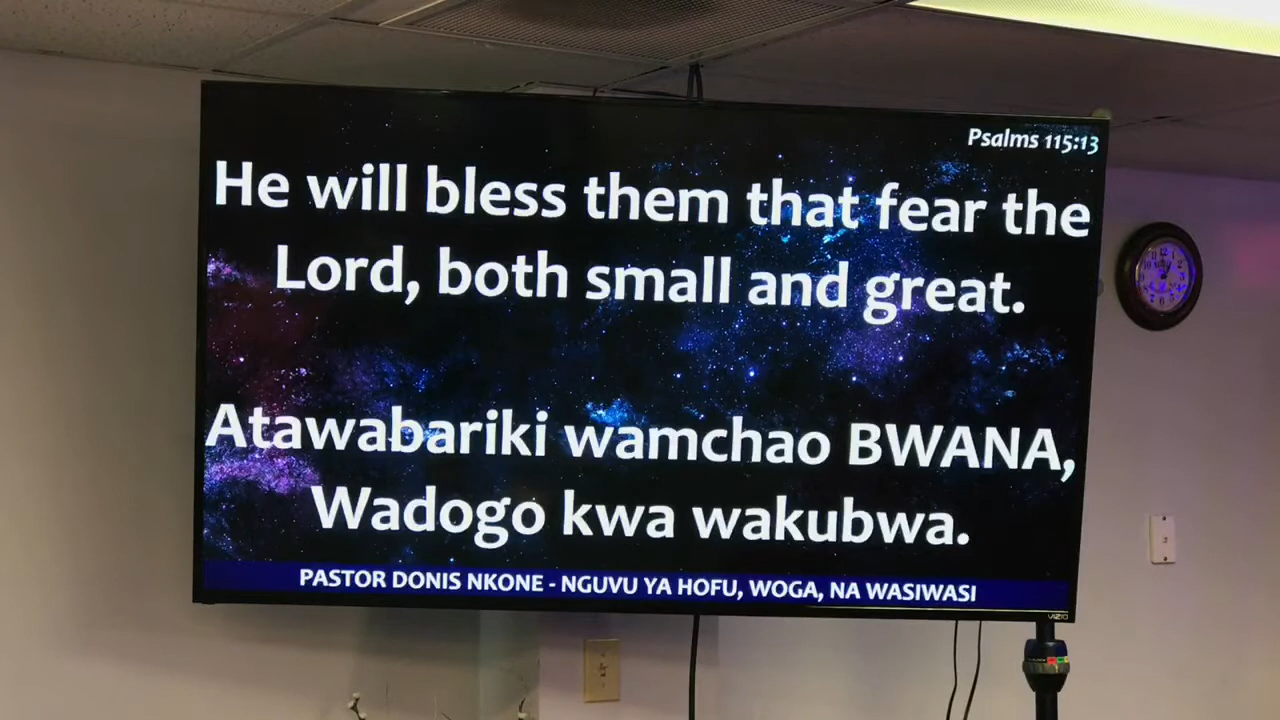 Psalms 115:13
He will bless them that fear the
Lord, both small and great.
Atawabariki wamchao BWANA,
Wadogo kwa wakubwa.
PASTOR DONIS NKONE - NGUVU YA HOFU, WOGA, NA WASIWASI
VIZIO